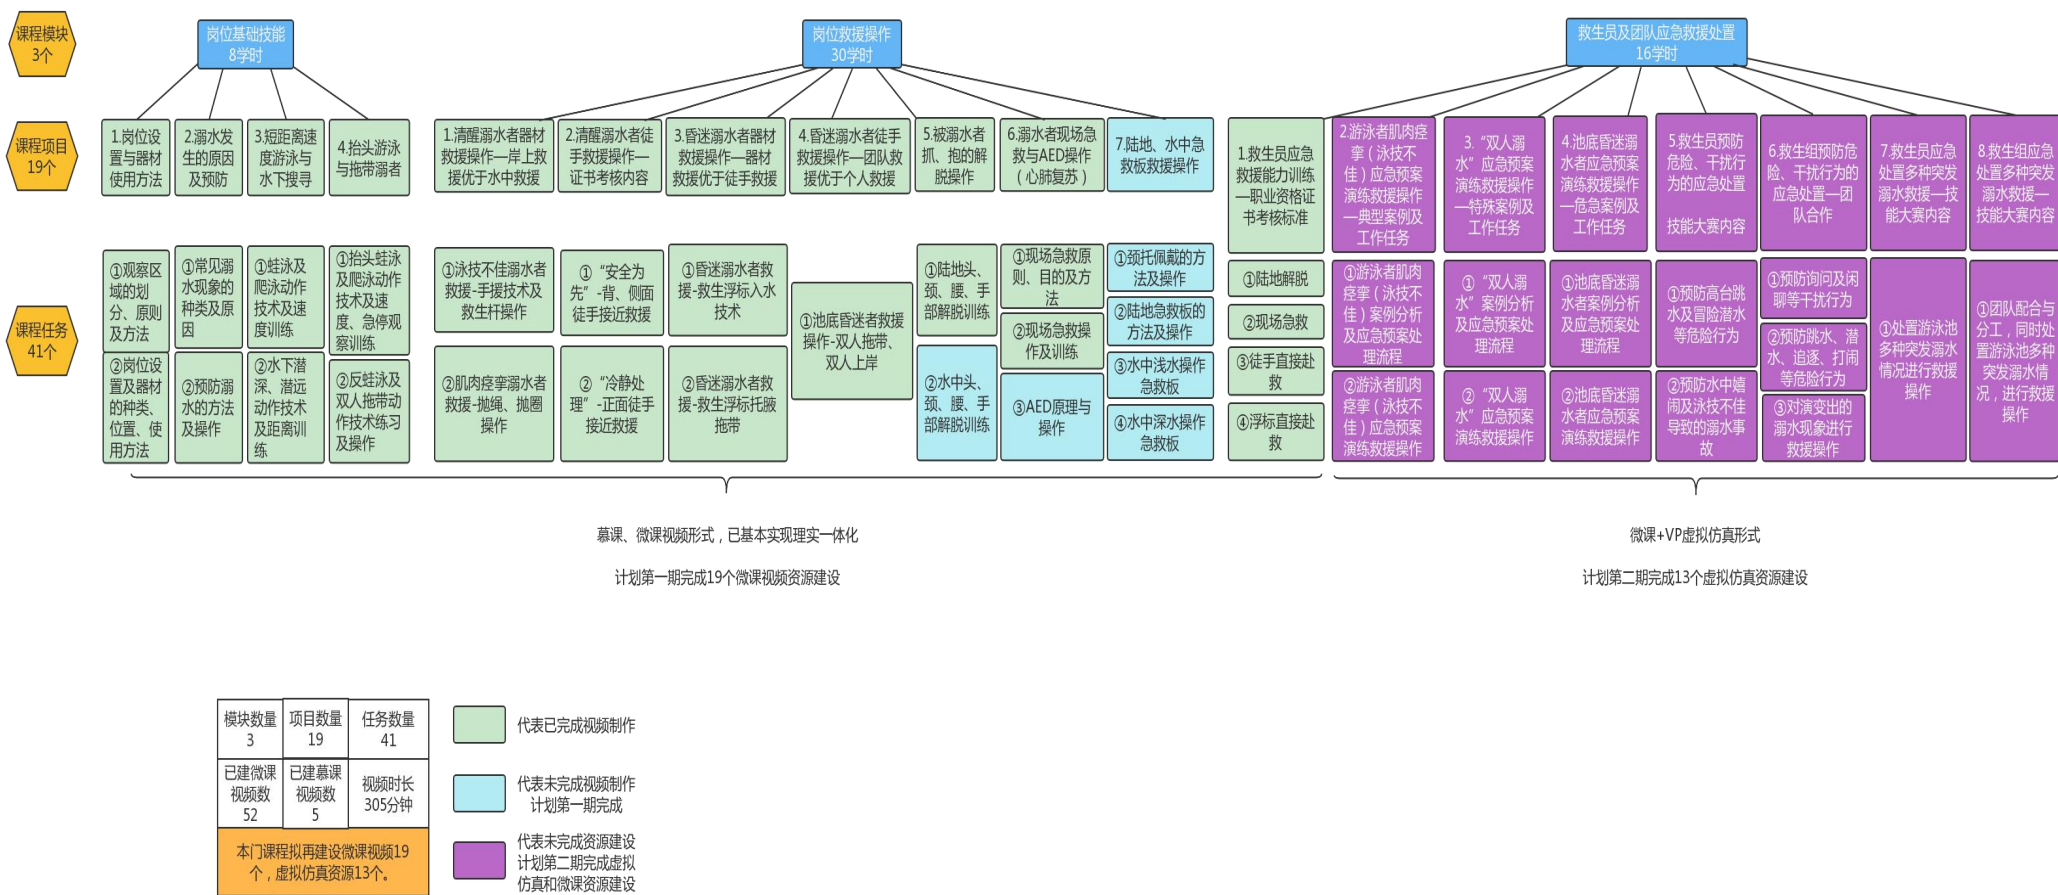 课程模块
3个
岗位基础技能
8学时
岗位救援操作
30学时
救生员及团队应急救援处置
16学时
课程项目
19个
1.岗位设
置与器材
使用方法
2.溺水发
生的原因
及预防
3.短距离速
度游泳与
水下搜寻
4.抬头游泳
与拖带溺者
1.清醒溺水者器材
救援操作—岸上救
援优于水中救援
2.清醒溺水者徒
手救援操作—
证书考核内容
3.昏迷溺水者器材
救援操作—器材
救援优于徒手救援
4.昏迷溺水者徒手
救援操作—团队救
援优于个人救援
5.被溺水者
抓、抱的解
脱操作
6.溺水者现场急
救与AED操作
（心肺复苏）
7.陆地、水中急
救板救援操作
1.救生员应急
救援能力训练
—职业资格证
书考核标准
2.游泳者肌肉痉
挛（泳技不
佳）应急预案
演练救援操作
—典型案例及
工作任务
3.“双人溺
水”应急预案
演练救援操作
—特殊案例及
工作任务
4.池底昏迷溺
水者应急预案
演练救援操作
—危急案例及
工作任务
5.救生员预防
危险、干扰行
为的应急处置
技能大赛内容
6.救生组预防危
险、干扰行为的
应急处置—团
队合作
7.救生员应急
处置多种突发
溺水救援—技
能大赛内容
8.救生组应急
处置多种突发
溺水救援—
技能大赛内容
课程任务
41个
①观察区
域的划
分、原则
及方法
②岗位设
置及器材
的种类、
位置、使
用方法
①常见溺
水现象的
种类及原
因
②预防溺
水的方法
及操作
①蛙泳及
爬泳动作
技术及速
度训练
②水下潜
深、潜远
动作技术
及距离训
练
①抬头蛙泳
及爬泳动作
技术及速
度、急停观
察训练
②反蛙泳及
双人拖带动
作技术练习
及操作
①泳技不佳溺水者
救援-手援技术及
救生杆操作
②肌肉痉挛溺水者
救援-抛绳、抛圈
操作
①“安全为
先”-背、侧面
徒手接近救援
②“冷静处
理”-正面徒手
接近救援
①昏迷溺水者救
援-救生浮标入水
技术
②昏迷溺水者救
援-救生浮标托腋
拖带
①池底昏迷者救援
操作-双人拖带、
双人上岸
①陆地头、
颈、腰、手
部解脱训练
②水中头、
颈、腰、手
部解脱训练
①现场急救原
则、目的及方
法
②现场急救操
作及训练
③AED原理与
操作
①颈托佩戴的方
法及操作
②陆地急救板的
方法及操作
③水中浅水操作
急救板
④水中深水操作
急救板
①陆地解脱
②现场急救
③徒手直接赴
救
④浮标直接赴
救
①游泳者肌肉
痉挛（泳技不
佳）案例分析
及应急预案处
理流程
②游泳者肌肉
痉挛（泳技不
佳）应急预案
演练救援操作
①“双人溺
水”案例分析
及应急预案处
理流程
②“双人溺
水”应急预案
演练救援操作
①池底昏迷溺
水者案例分析
及应急预案处
理流程
②池底昏迷溺
水者应急预案
演练救援操作
①预防高台跳
水及冒险潜水
等危险行为
②预防水中嬉
闹及泳技不佳
导致的溺水事
故
①预防询问及闲
聊等干扰行为
②预防跳水、潜
水、追逐、打闹
等危险行为
③对演变出的
溺水现象进行
救援操作
①处置游泳池
多种突发溺水
情况进行救援
操作
①团队配合与
分工，同时处
置游泳池多种
突发溺水情
况，进行救援
操作
慕课、微课视频形式，已基本实现理实一体化
计划第一期完成19个微课视频资源建设
微课+VP虚拟仿真形式
计划第二期完成13个虚拟仿真资源建设
模块数量
3
项目数量
19
任务数量
41
已建微课
视频数
52
已建慕课
视频数
5
视频时长
305分钟
本门课程拟再建设微课视频19
个，虚拟仿真资源13个。
代表已完成视频制作
代表未完成视频制作
计划第一期完成
代表未完成资源建设
计划第二期完成虚拟
仿真和微课资源建设